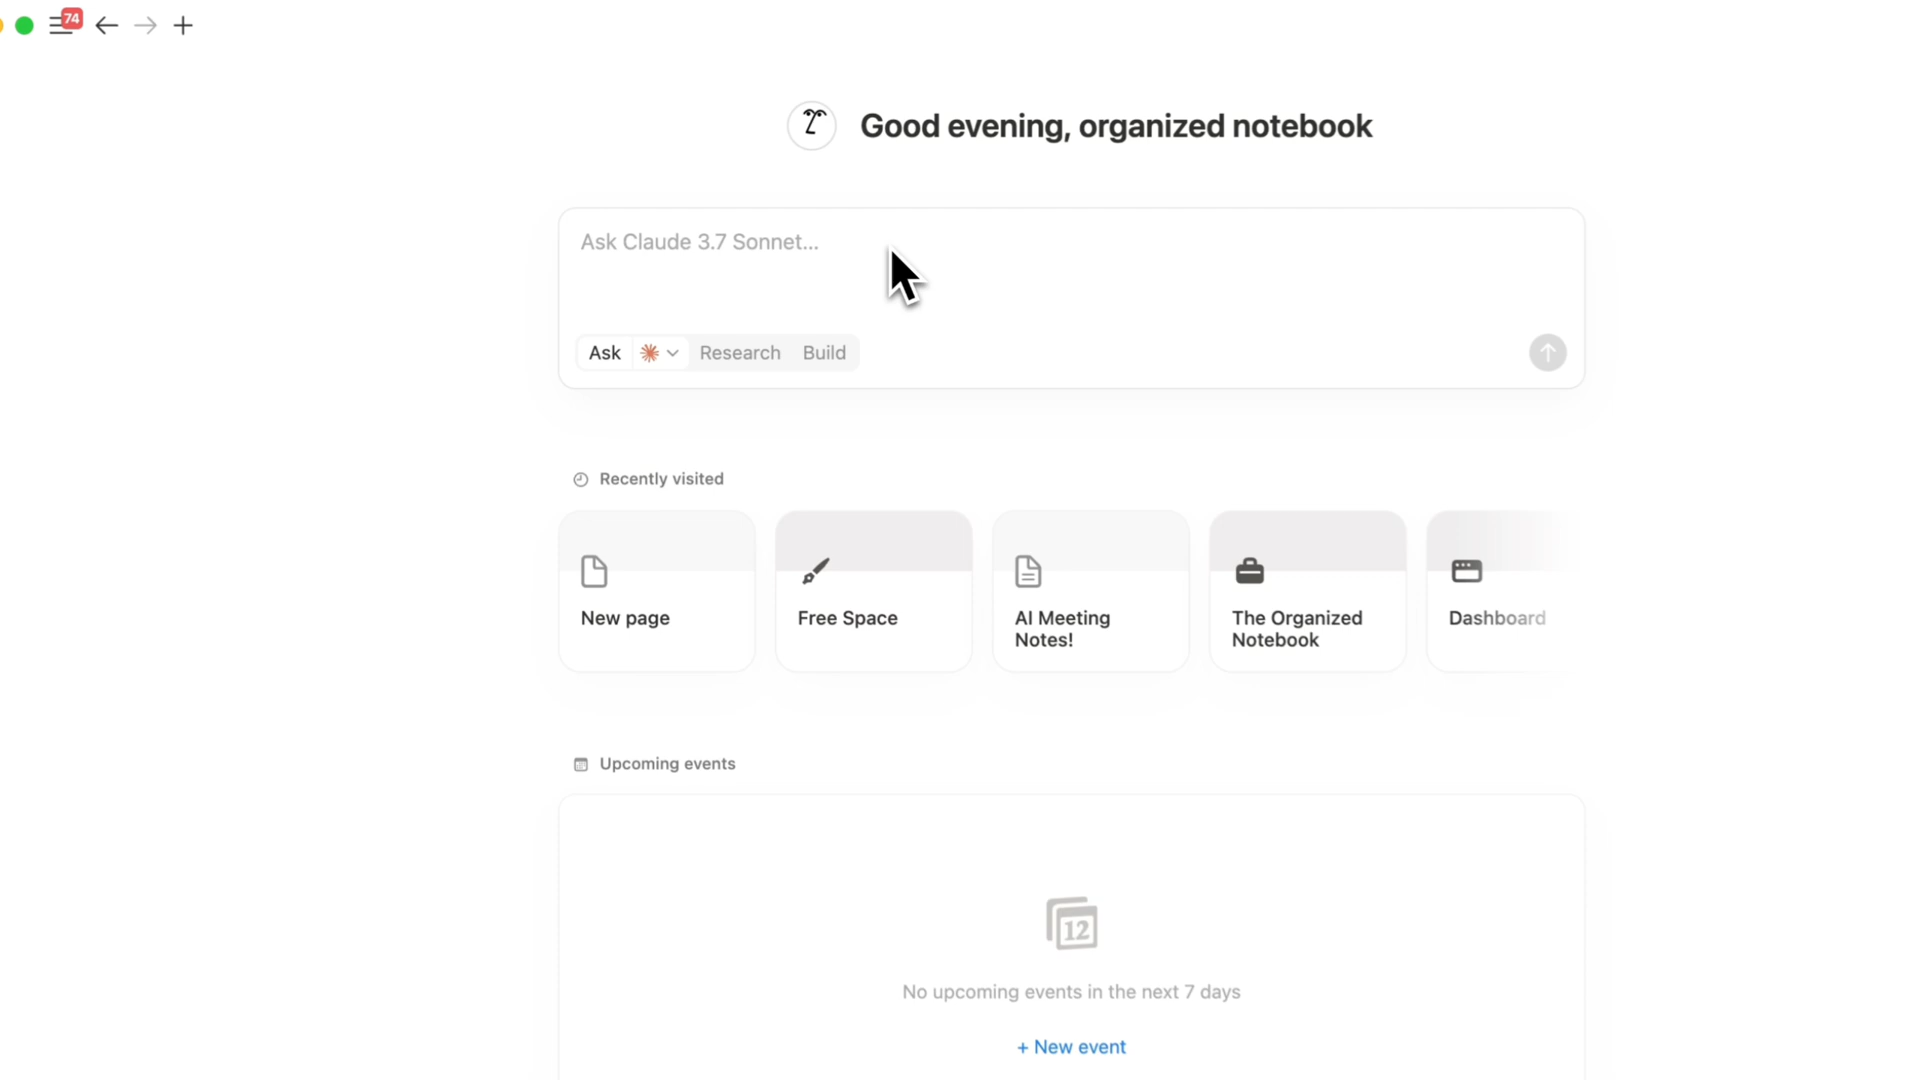 74
Good evening, organized notebook
Ask Claude 3.7 Sonnet...
Ask Research Build
Recently visited
New page
Free Space
AI Meeting
Notes!
The Organized
Notebook
Dashboard
Upcoming events
12
No upcoming events in the next 7 days
+ New event